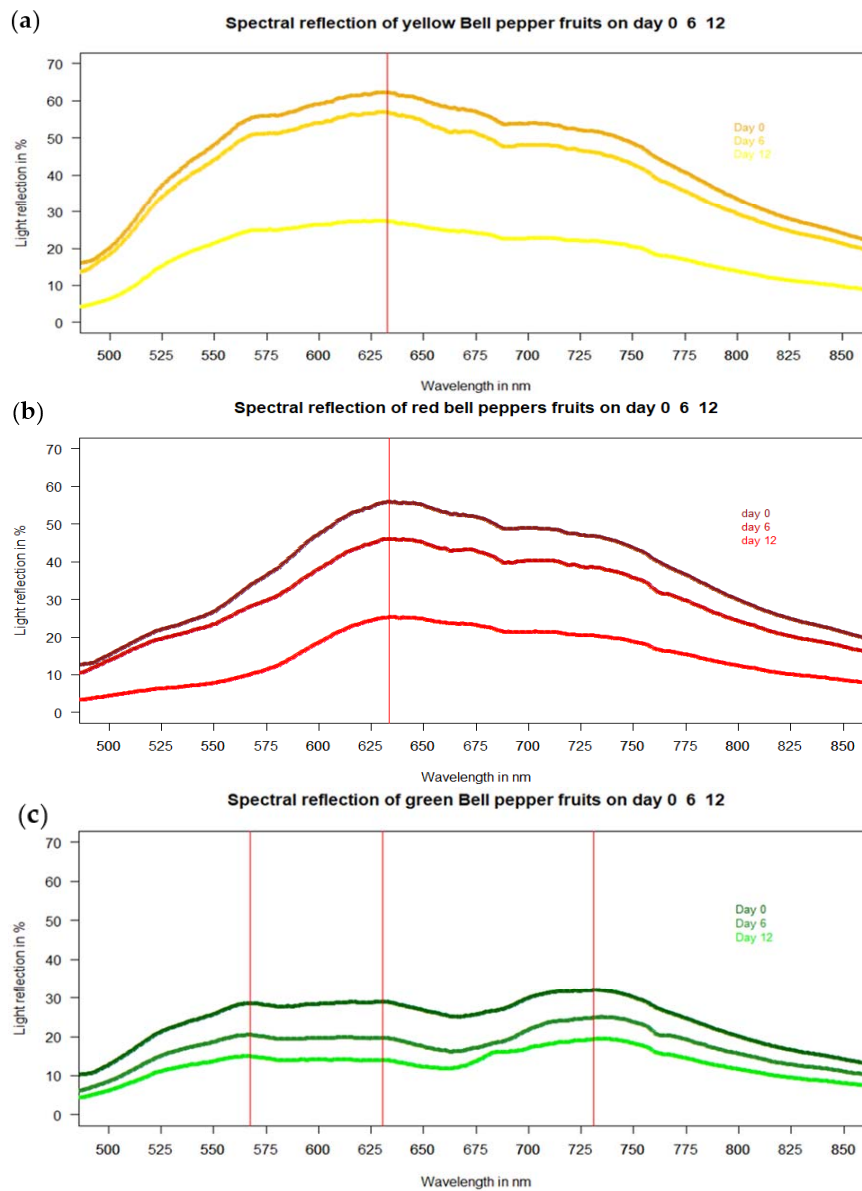 (a)
Spectral reflection of yellow Bell pepper fruits on day 0 6 12
Light reflection in %
70
60
50
40
30
20
10
0
Day 0
Day 6
Day 12
500 525 550 575 600 625 650 675 700 725 750 775 800 825 850
Wavelength in nm
(b)
Spectral reflection of red bell peppers fruits on day 0 6 12
Light reflection in %
70
60
50
40
30
20
10
0
day 0
day 6
day 12
500 525 550 575 600 625 650 675 700 725 750 775 800 825 850
Wavelength in nm
(c)
Spectral reflection of green Bell pepper fruits on day 0 6 12
Light reflection in %
70
60
50
40
30
20
10
0
Day 0
Day 6
Day 12
500 525 550 575 600 625 650 675 700 725 750 775 800 825 850
Wavelength in nm